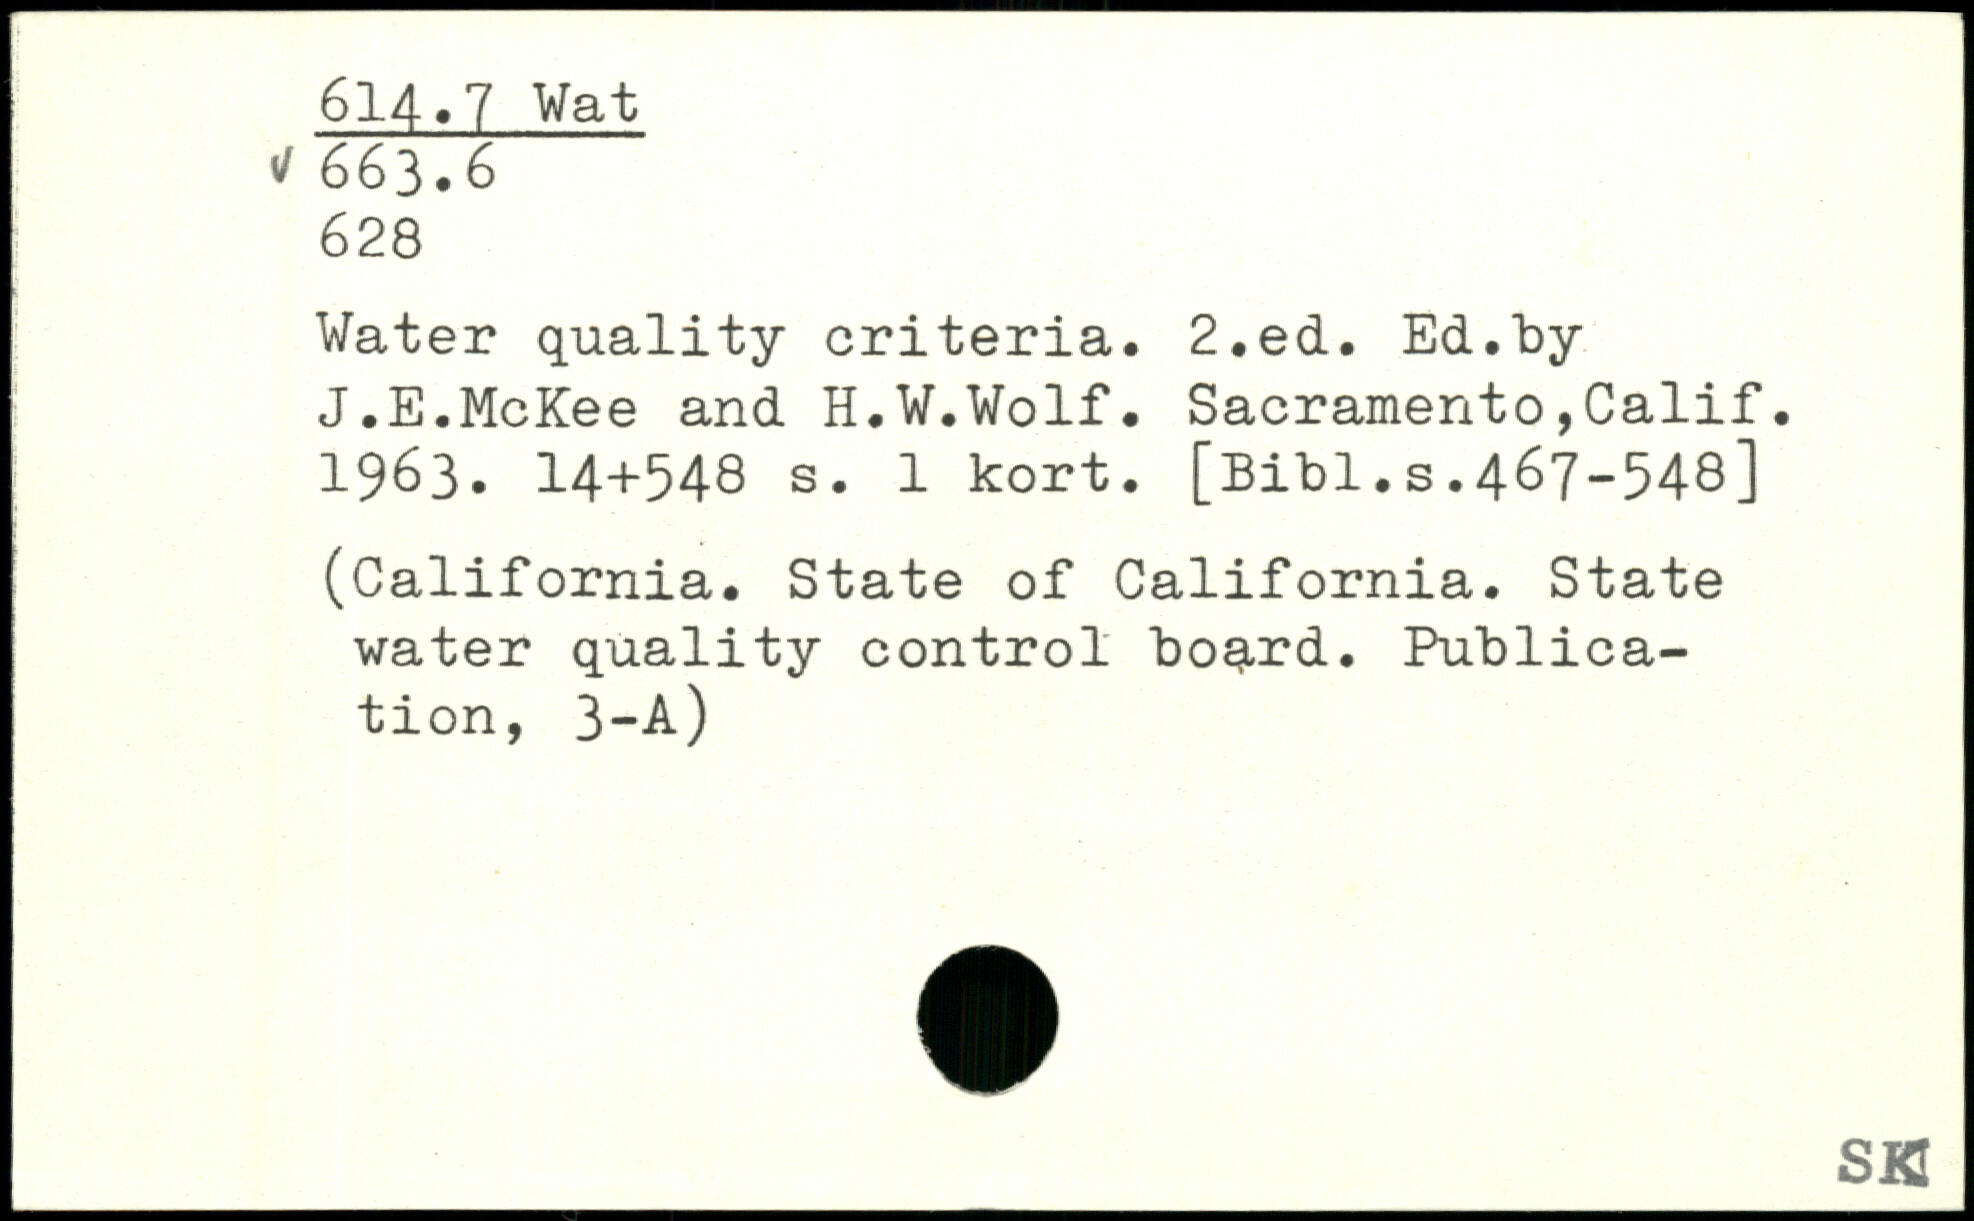 614.7 Wat
✓ 663.6
628
Water quality criteria. 2.ed. Ed.by
J.E.McKee and H.W.Wolf. Sacramento,Calif.
1963. 14+548 s. 1 kort. [Bibl.s.467-548]
(California. State of California. State
water quality control board. Publica-
tion, 3-A)